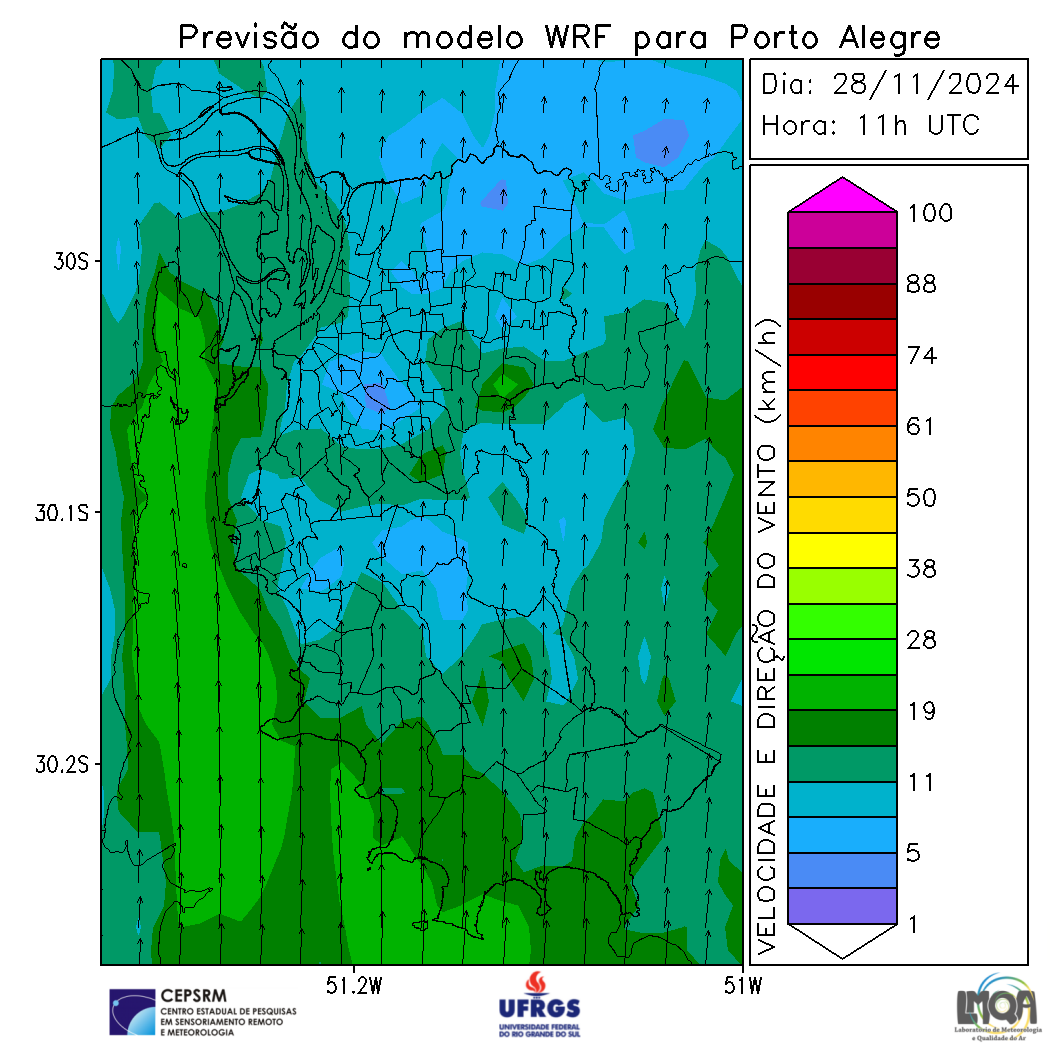 Previsão do modelo WRF para Porto Alegre
Dia: 28/11/2024
Hora: 11h UTC
30S
30.1S
30.2S
51.2W
51W
VELOCIDADE E DIREÇÃO DO VENTO (km/h)
100
88
74
61
50
38
28
19
11
5
1
CEPSRM
CENTRO ESTADUAL DE PESQUISAS
EM SENSORIAMENTO REMOTO
E METEOROLOGIA
UFRGS
UNIVERSIDADE FEDERAL
DO RIO GRANDE DO SUL
LMQA
Laboratório de Meteorologia
e Qualidade do Ar